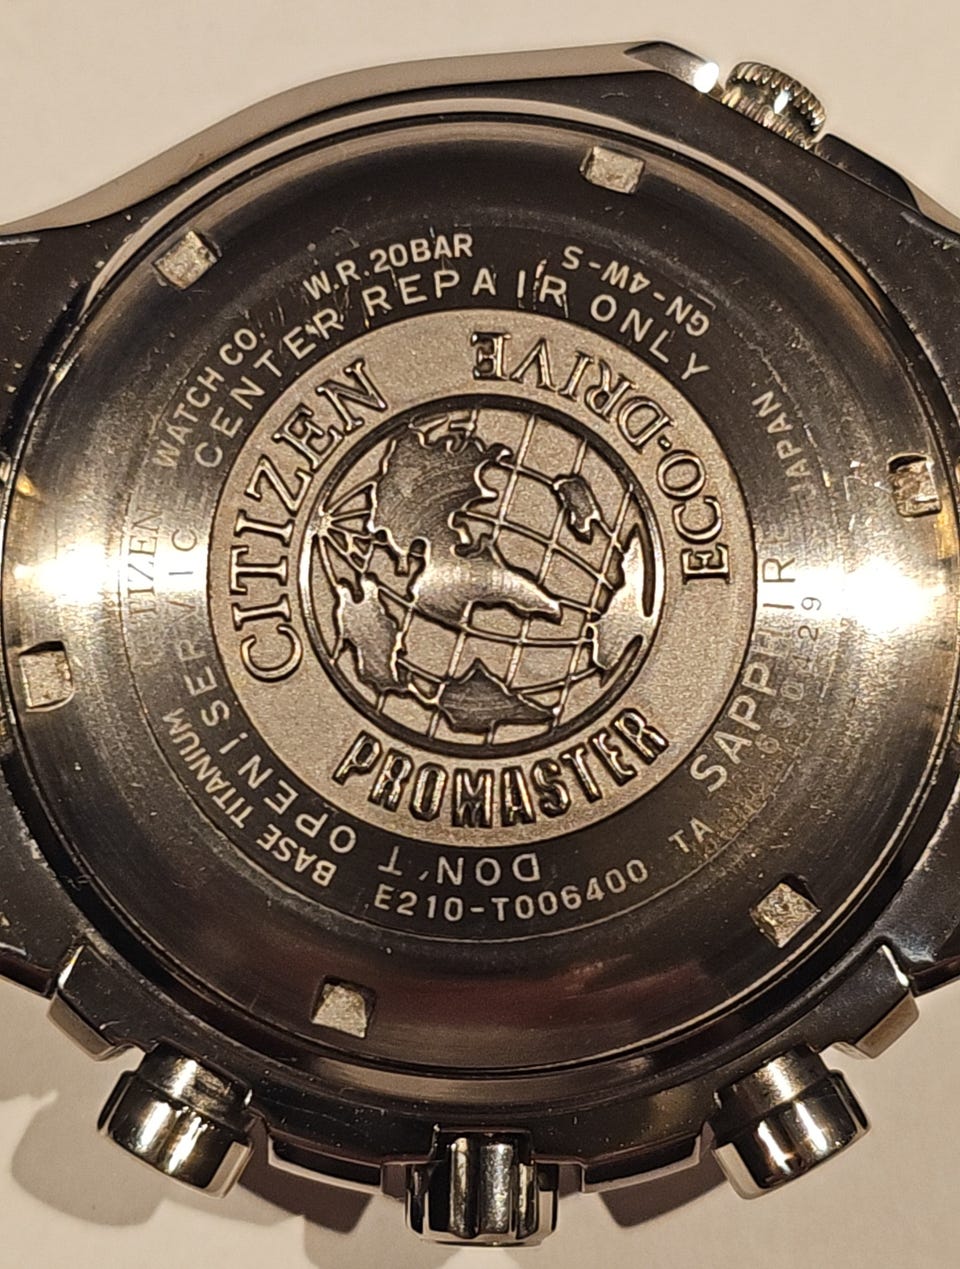 CITIZEN
ECO-DRIVE
PROMASTER
DON'T OPEN! SERVICE CENTER REPAIR ONLY
SAPPHIRE
CITIZEN WATCH CO.
W.R.20BAR
GN-4W-S
JAPAN
E210-T006400 TA
BASE TITANIUM